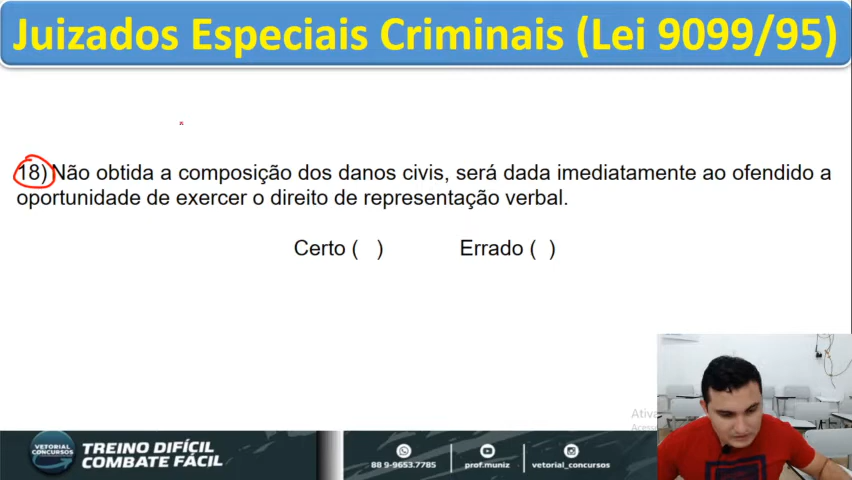 Juizados Especiais Criminais (Lei 9099/95)
18) Não obtida a composição dos danos civis, será dada imediatamente ao ofendido a
oportunidade de exercer o direito de representação verbal.
Certo (   )   Errado (   )
Ativa
Acess
VETORIAL
CONCURSOS
TREINO DIFÍCIL
COMBATE FÁCIL
88 9-9653.7785
prof.muniz
vetorial_concursos